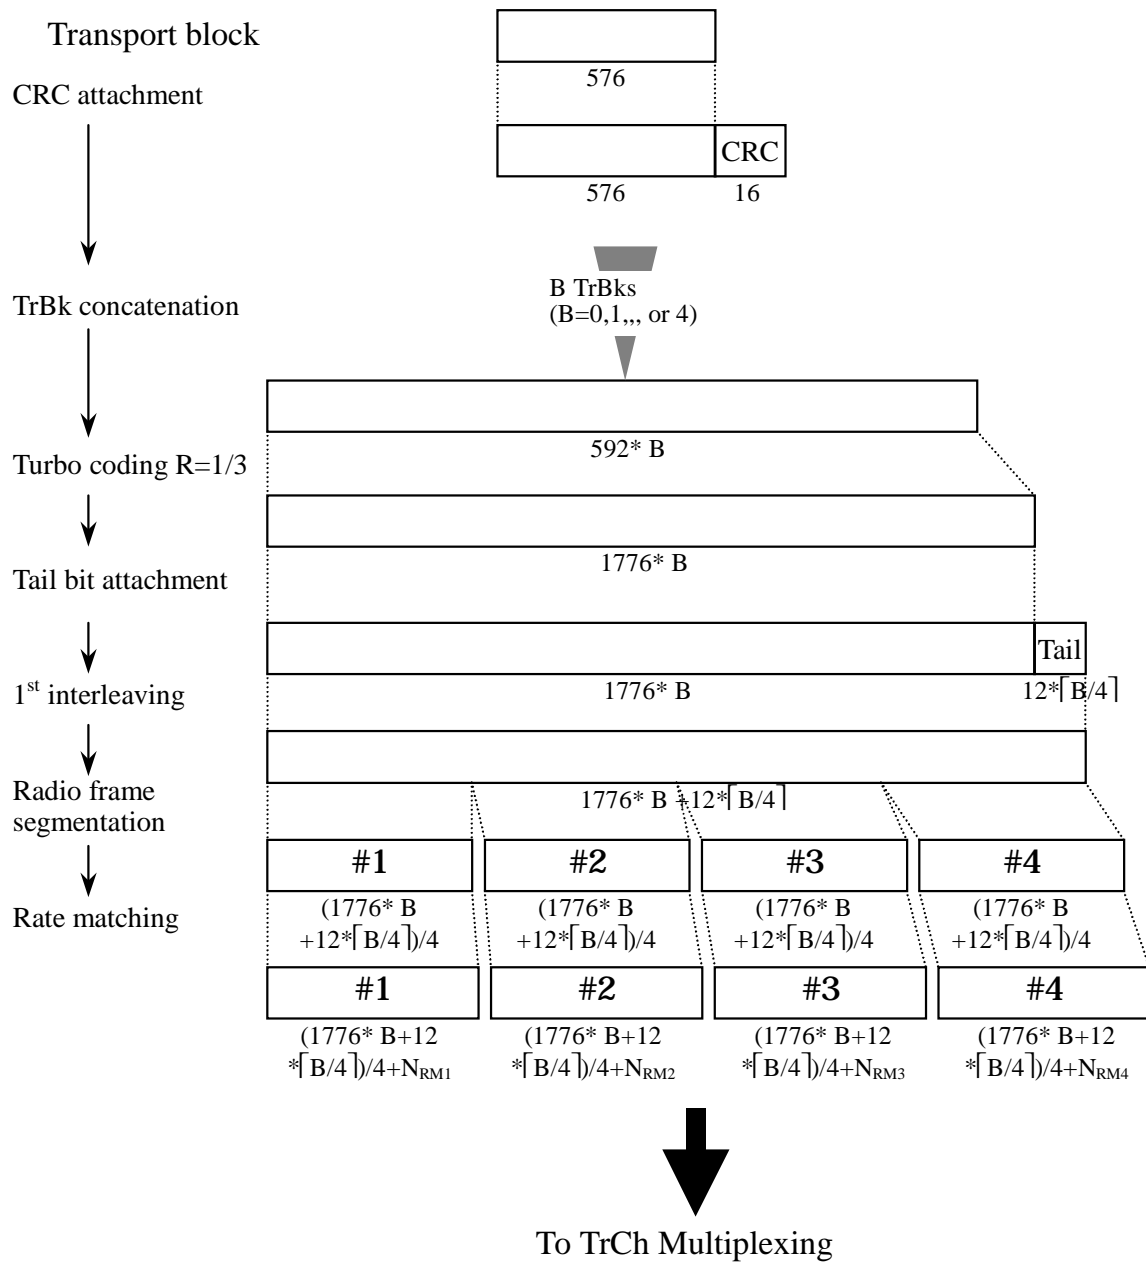 Transport block
576
CRC attachment
CRC
576
16
B TrBks
(B=0,1,,, or 4)
TrBk concatenation
592* B
Turbo coding R=1/3
1776* B
Tail bit attachment
Tail
1776* B
12*⌈B/4⌉
1st interleaving
1776* B +12*⌈B/4⌉
Radio frame
segmentation
#1 #2 #3 #4
(1776* B
+12*⌈B/4⌉)/4
(1776* B
+12*⌈B/4⌉)/4
(1776* B
+12*⌈B/4⌉)/4
(1776* B
+12*⌈B/4⌉)/4
Rate matching
#1 #2 #3 #4
(1776* B+12
*⌈B/4⌉)/4+NRM1
(1776* B+12
*⌈B/4⌉)/4+NRM2
(1776* B+12
*⌈B/4⌉)/4+NRM3
(1776* B+12
*⌈B/4⌉)/4+NRM4
To TrCh Multiplexing